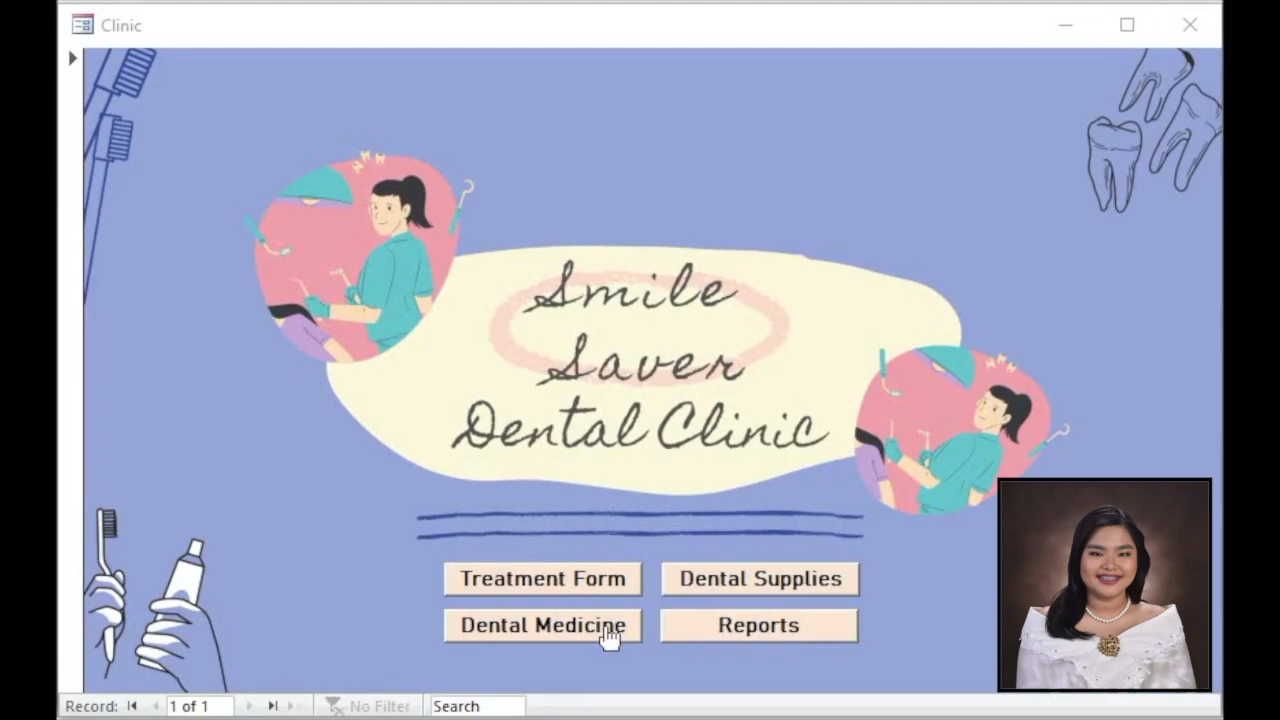 Clinic
Smile
Saver
Dental Clinic
Treatment Form
Dental Supplies
Dental Medicine
Reports
Record:
1 of 1
No Filter
Search